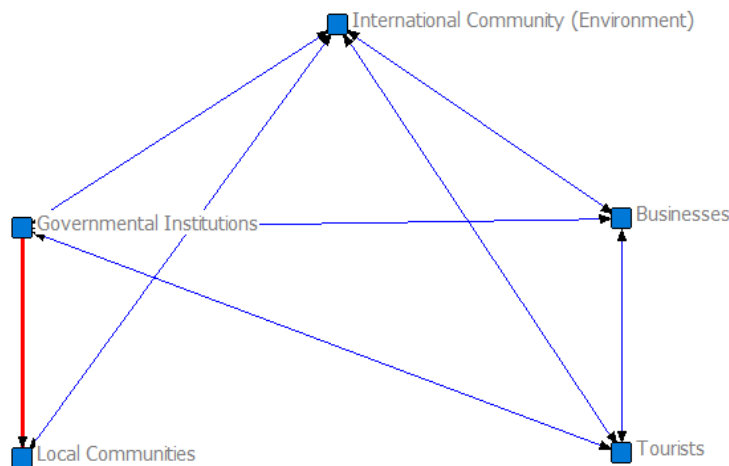 International Community (Environment)
Governmental Institutions
Businesses
Local Communities
Tourists